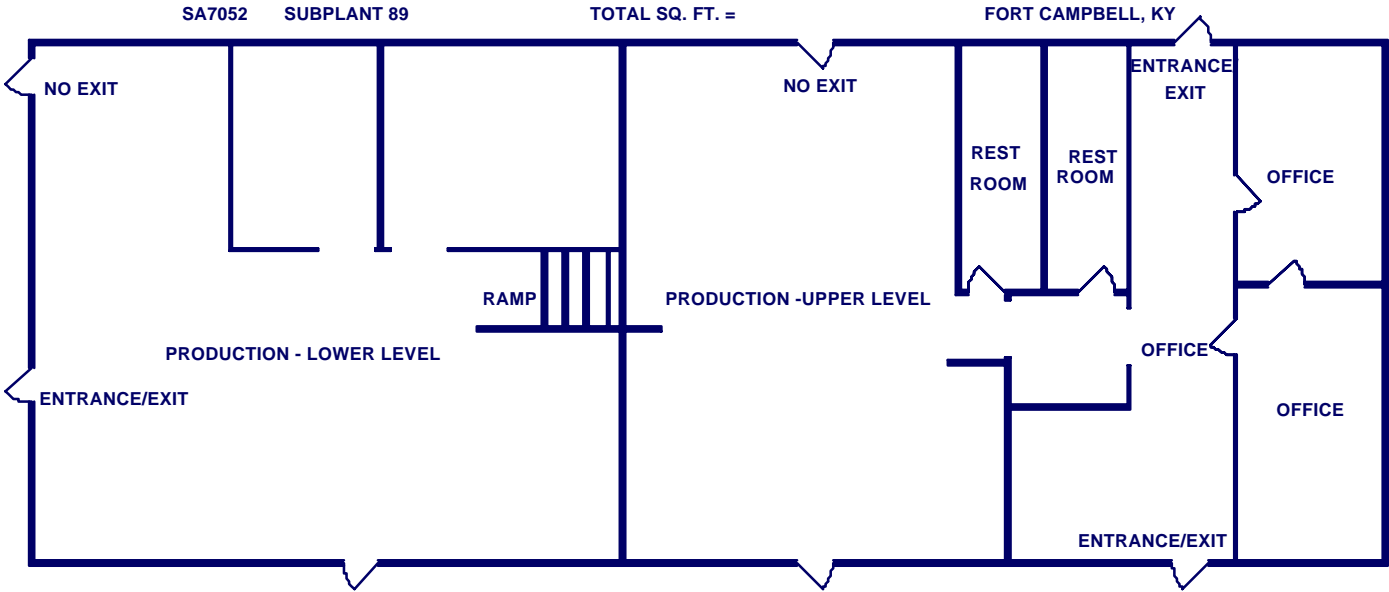 SA7052 SUBPLANT 89 TOTAL SQ. FT. = FORT CAMPBELL, KY
NO EXIT
NO EXIT
ENTRANCE
EXIT
REST
ROOM
REST
ROOM
OFFICE
RAMP
PRODUCTION -UPPER LEVEL
PRODUCTION - LOWER LEVEL
OFFICE
ENTRANCE/EXIT
OFFICE
ENTRANCE/EXIT